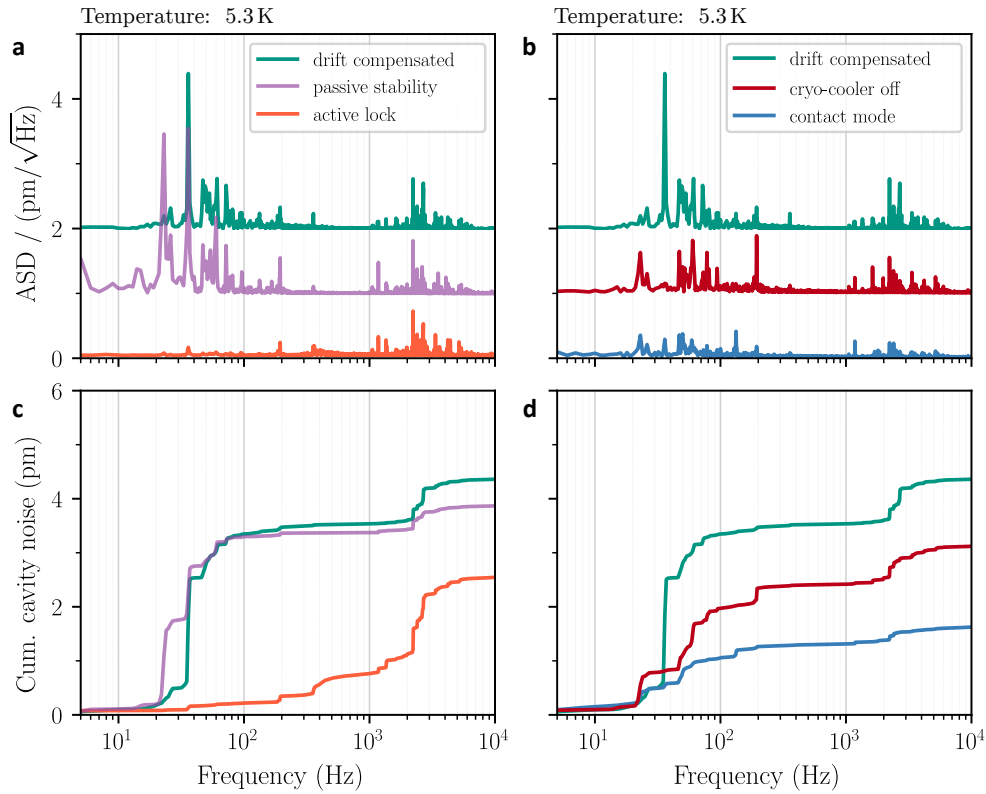 Temperature: 5.3 K
Temperature: 5.3 K
a
drift compensated
passive stability
active lock
b
drift compensated
cryo-cooler off
contact mode
ASD / (pm/√Hz)
4
2
0
c
d
Cum. cavity noise (pm)
6
4
2
0
10¹ 10² 10³ 10⁴
10¹ 10² 10³ 10⁴
Frequency (Hz)
Frequency (Hz)